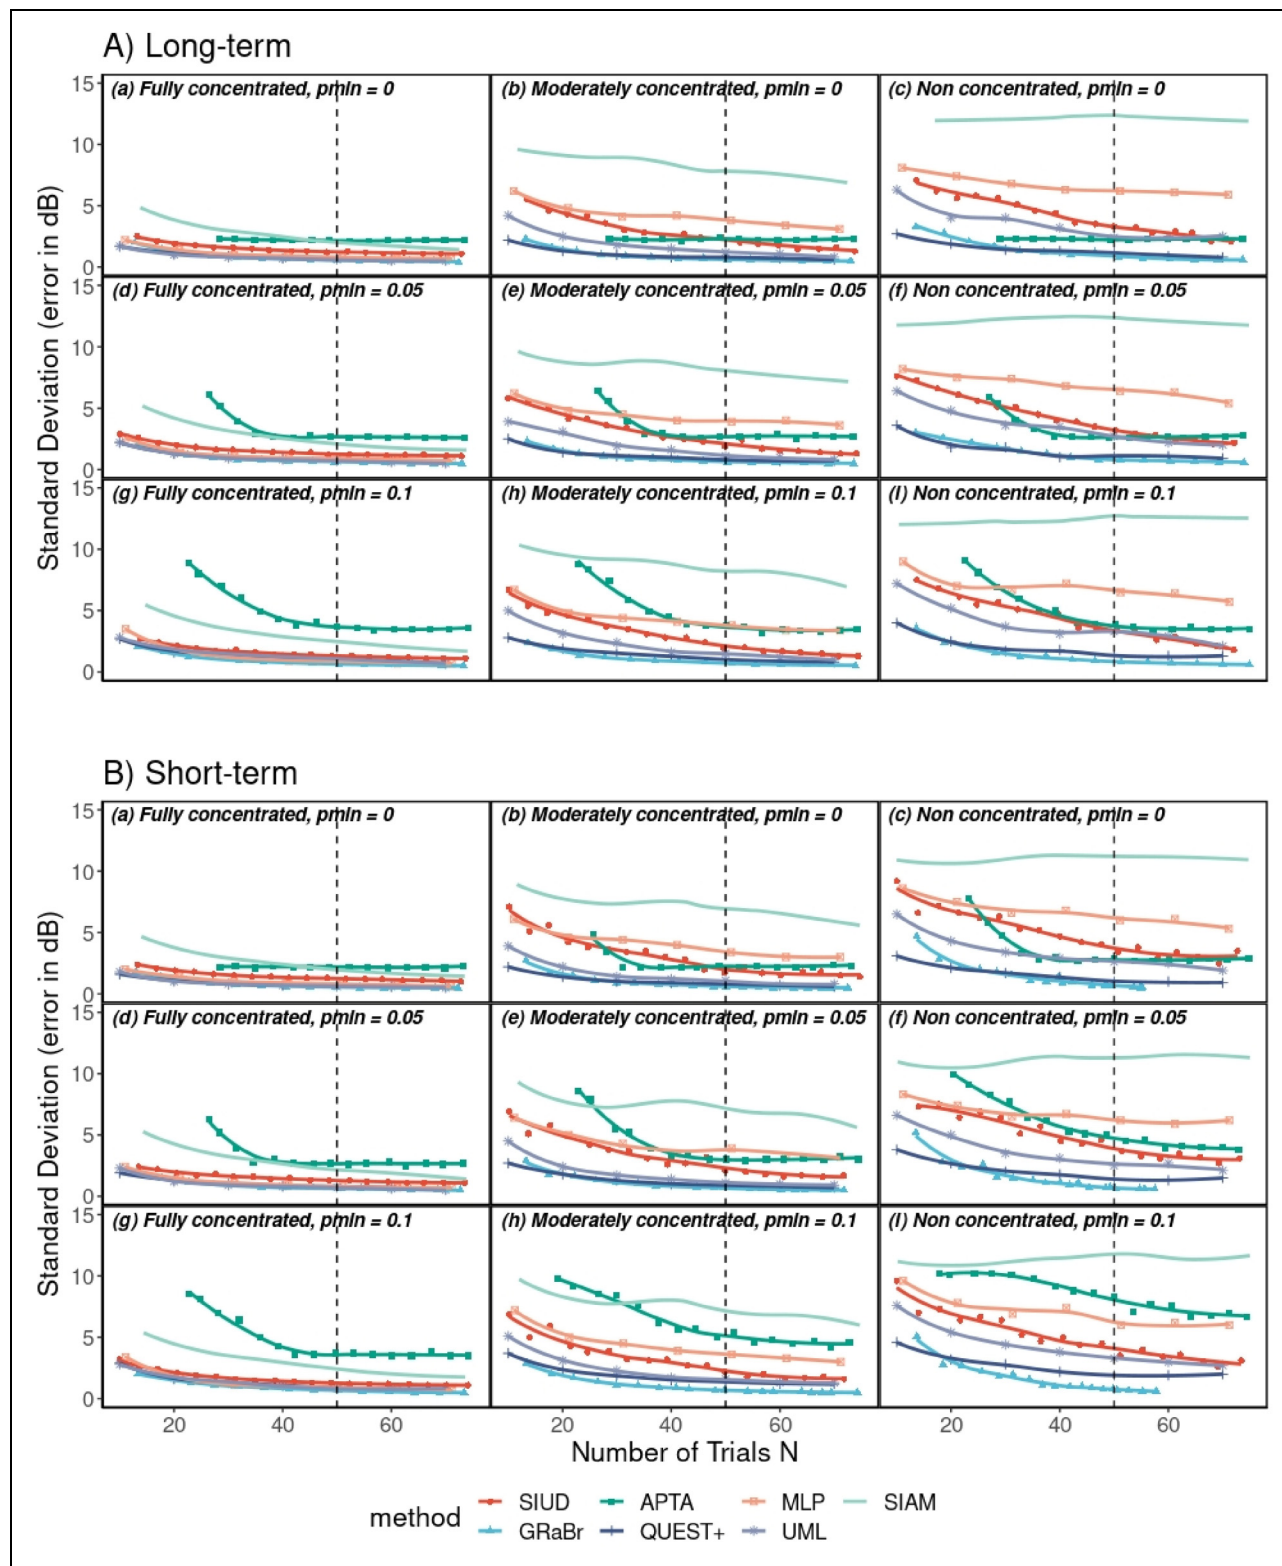 A) Long-term
(a) Fully concentrated, pmin = 0
(b) Moderately concentrated, pmin = 0
(c) Non concentrated, pmin = 0
15
10
5
0
(d) Fully concentrated, pmin = 0.05
(e) Moderately concentrated, pmin = 0.05
(f) Non concentrated, pmin = 0.05
15
10
5
0
(g) Fully concentrated, pmin = 0.1
(h) Moderately concentrated, pmin = 0.1
(i) Non concentrated, pmin = 0.1
15
10
5
0
Standard Deviation (error in dB)
B) Short-term
(a) Fully concentrated, pmin = 0
(b) Moderately concentrated, pmin = 0
(c) Non concentrated, pmin = 0
15
10
5
0
(d) Fully concentrated, pmin = 0.05
(e) Moderately concentrated, pmin = 0.05
(f) Non concentrated, pmin = 0.05
15
10
5
0
(g) Fully concentrated, pmin = 0.1
(h) Moderately concentrated, pmin = 0.1
(i) Non concentrated, pmin = 0.1
15
10
5
0
Standard Deviation (error in dB)
20 40 60 20 40 60 20 40 60
Number of Trials N
method
SIUD APTA MLP SIAM
GRaBr QUEST+ UML